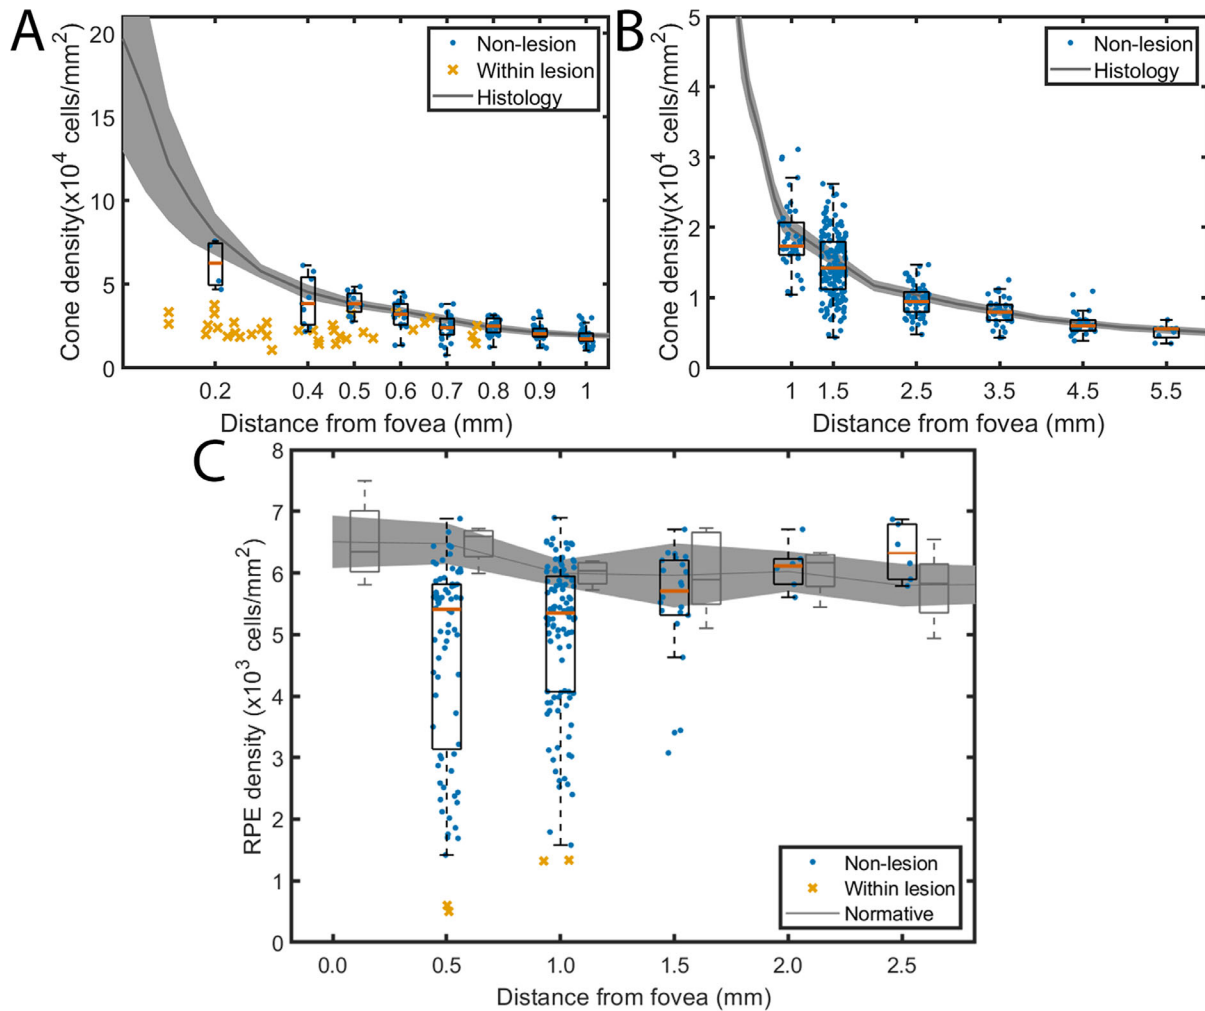 A
Cone density(x10⁴ cells/mm²)
20
15
10
5
0
Non-lesion
Within lesion
Histology
0.2 0.4 0.5 0.6 0.7 0.8 0.9 1
Distance from fovea (mm)
B
Cone density(x10⁴ cells/mm²)
5
4
3
2
1
0
Non-lesion
Histology
1 1.5 2.5 3.5 4.5 5.5
Distance from fovea (mm)
C
RPE density (x10³ cells/mm²)
8
7
6
5
4
3
2
1
0
Non-lesion
Within lesion
Normative
0.0 0.5 1.0 1.5 2.0 2.5
Distance from fovea (mm)